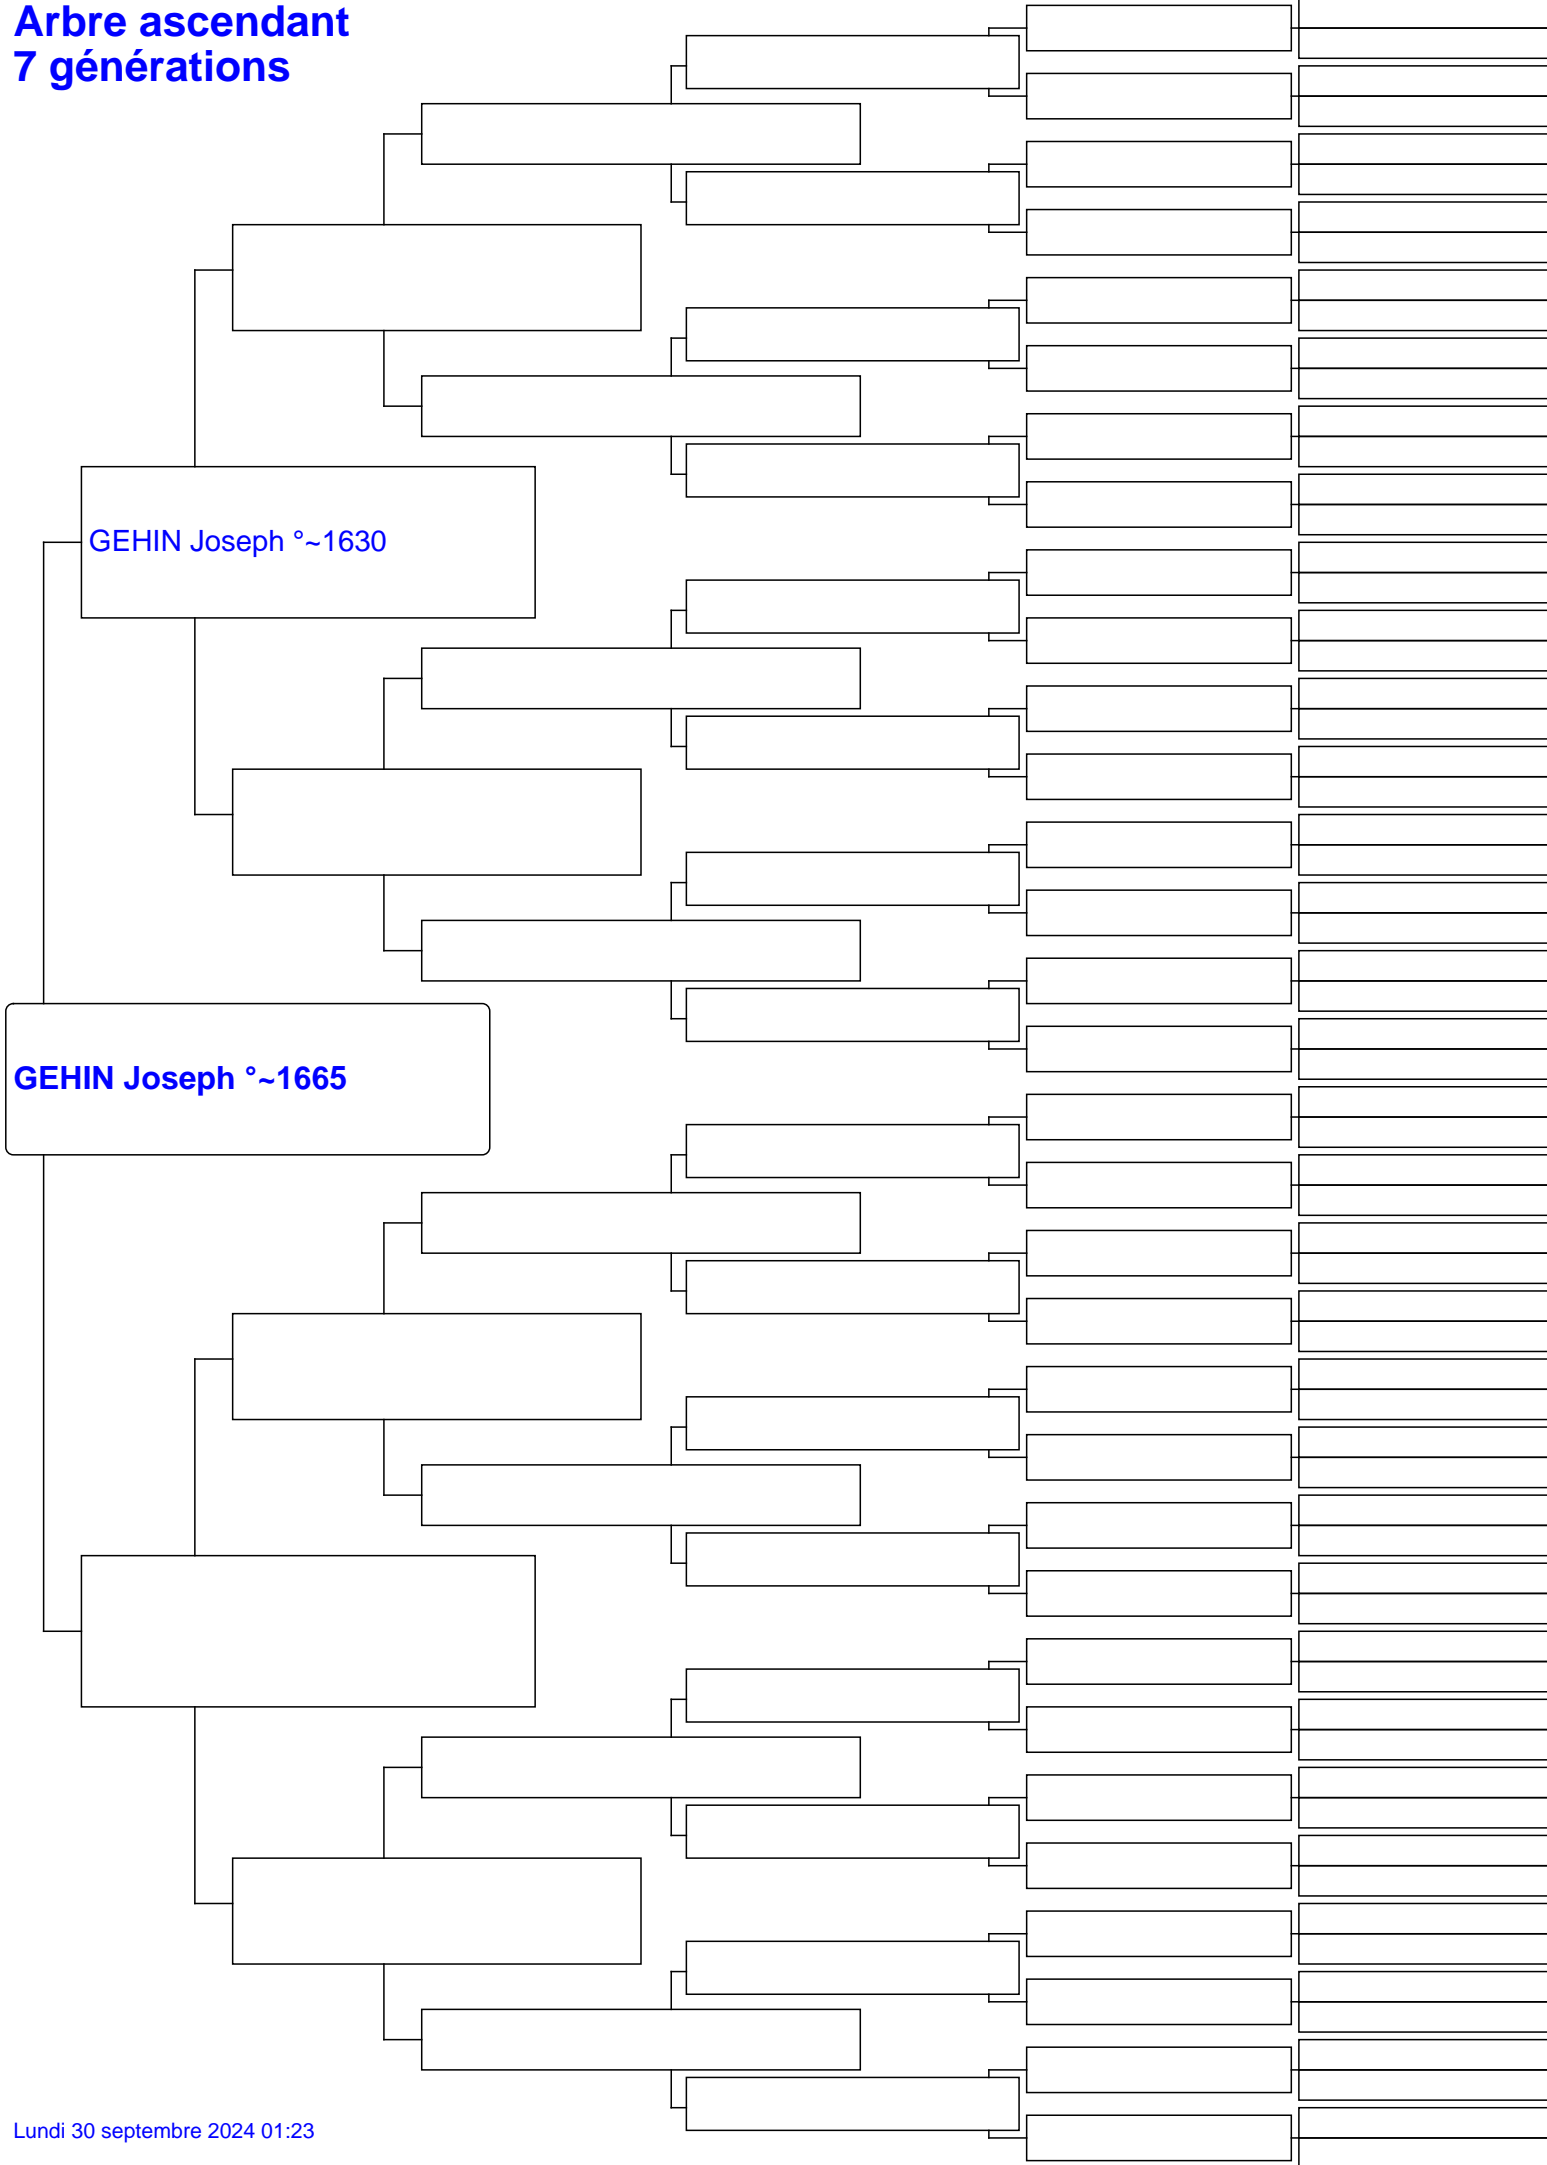 Arbre ascendant
7 générations
GEHIN Joseph °~1630
GEHIN Joseph °~1665
Lundi 30 septembre 2024 01:23